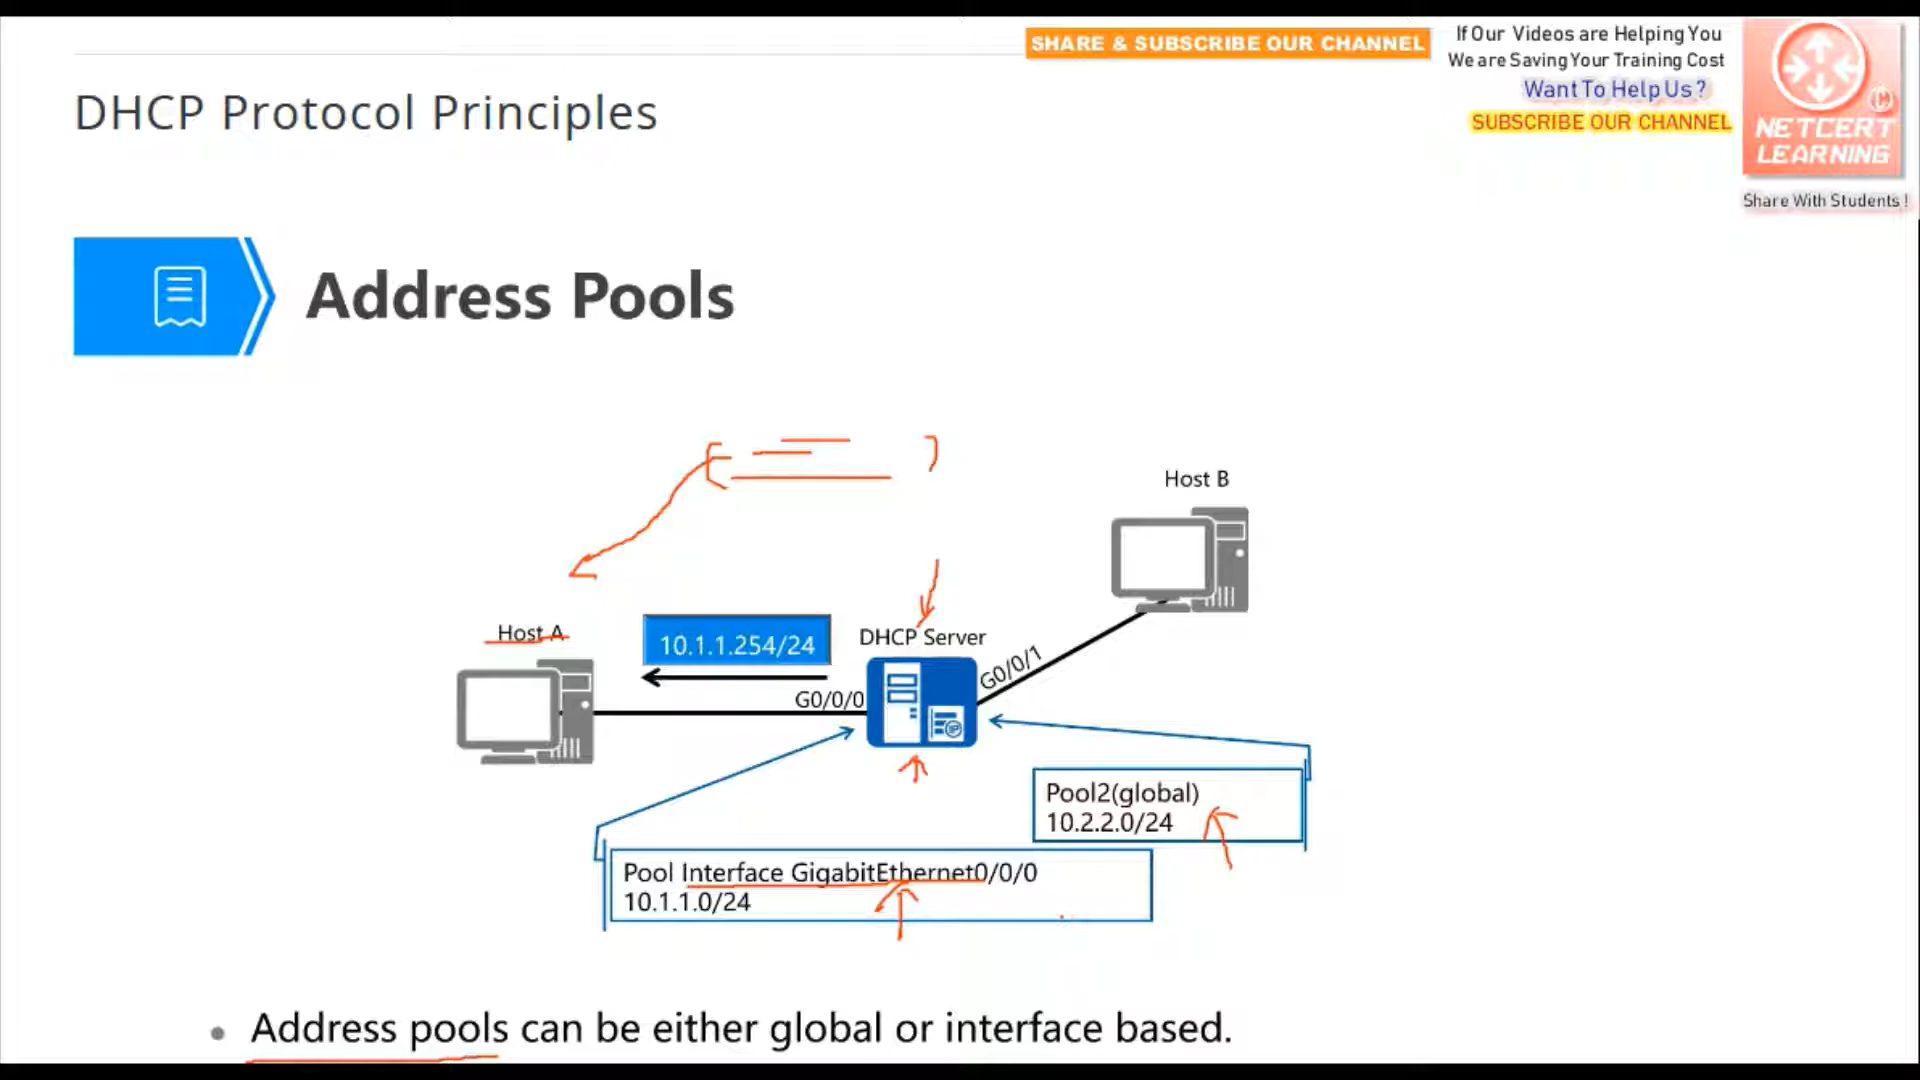 SHARE & SUBSCRIBE OUR CHANNEL
If Our Videos are Helping You
We are Saving Your Training Cost
Want To Help Us ?
SUBSCRIBE OUR CHANNEL
©
NETCERT
LEARNING
Share With Students !
DHCP Protocol Principles
Address Pools
Host B
Host A
10.1.1.254/24
DHCP Server
G0/0/1
G0/0/0
IP
Pool2(global)
10.2.2.0/24
Pool Interface GigabitEthernet0/0/0
10.1.1.0/24
• Address pools can be either global or interface based.